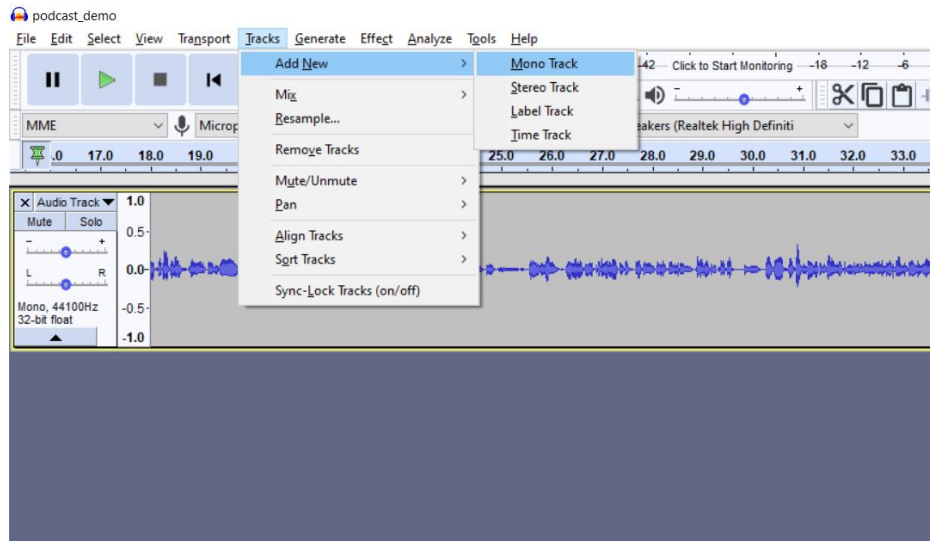 podcast_demo
File Edit Select View Transport Tracks Generate Effect Analyze Tools Help
Add New
Mix
Resample...
Remove Tracks
Mute/Unmute
Pan
Align Tracks
Sort Tracks
Sync-Lock Tracks (on/off)
Mono Track
Stereo Track
Label Track
Time Track
-42 Click to Start Monitoring -18 -12 -6
MME
(Realtek High Definiti
.0 17.0 18.0 19.0 25.0 26.0 27.0 28.0 29.0 30.0 31.0 32.0 33.0
X Audio Track 1.0
Mute Solo
0.5-
- +
0.0-
L R
Mono, 44100Hz
-0.5-
32-bit float
-1.0